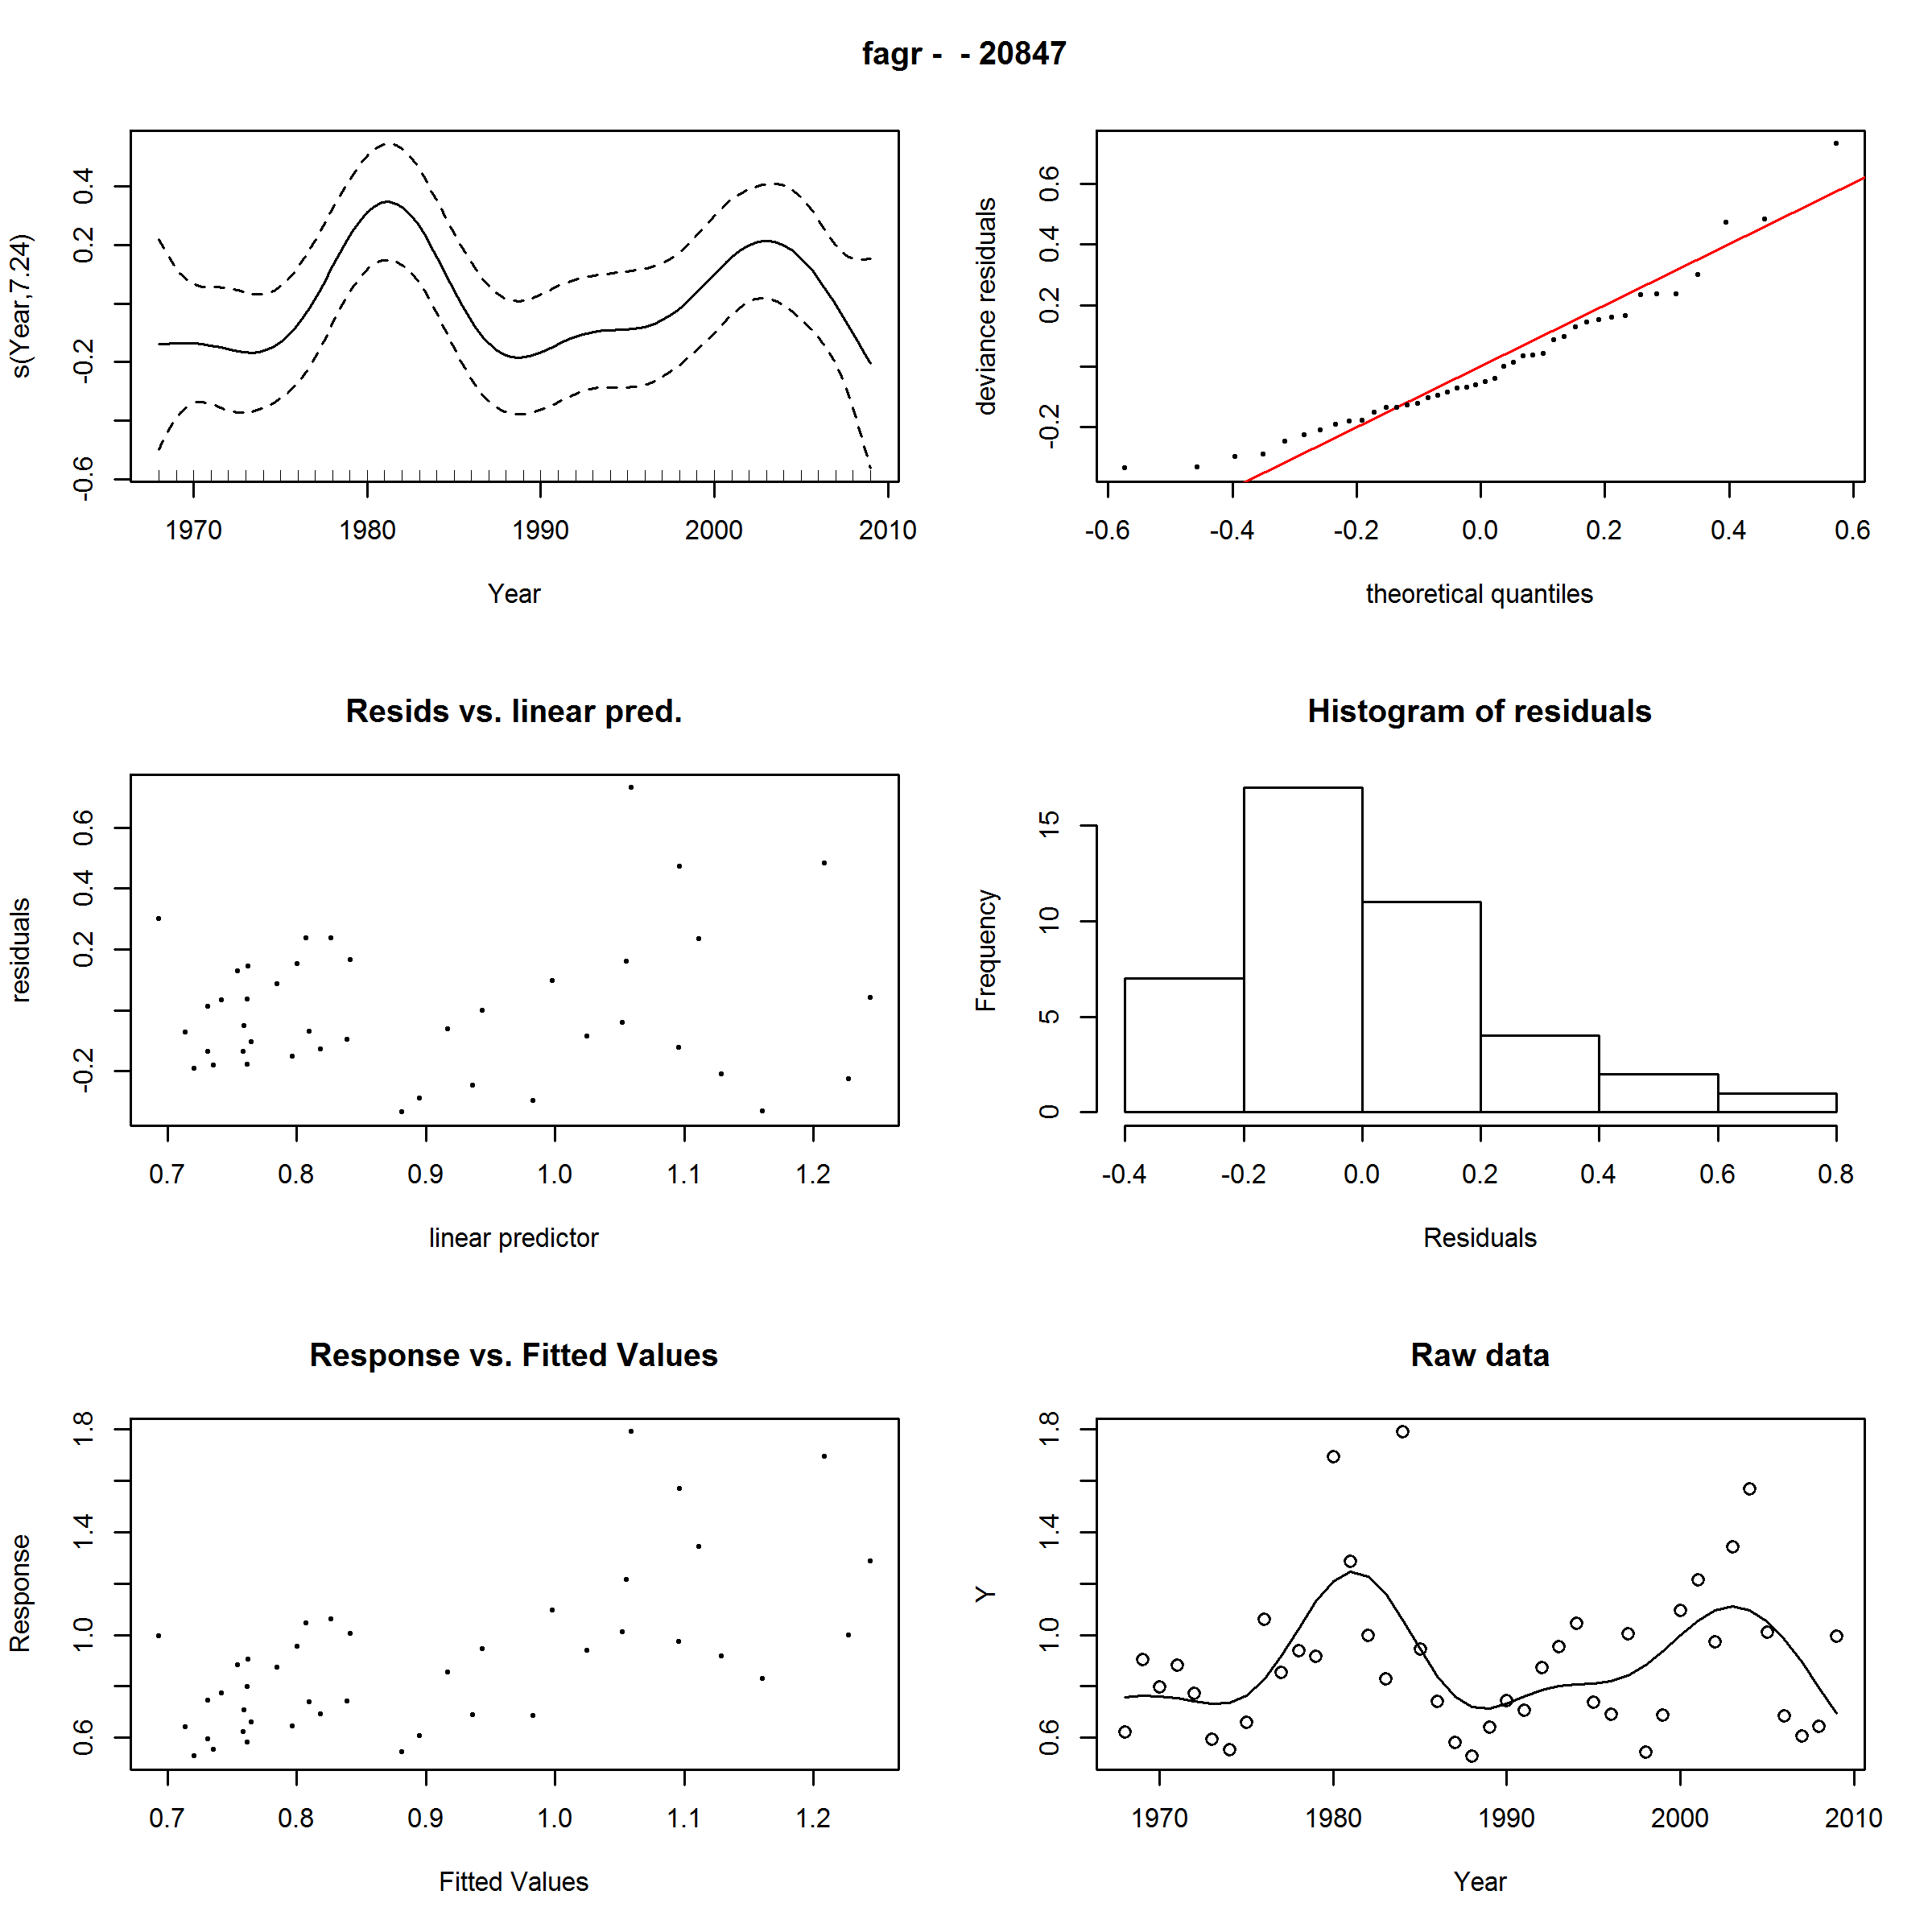 fagr -  - 20847
s(Year,7.24)
0.4
0.2
-0.2
-0.6
1970 1980 1990 2000 2010
Year
deviance residuals
0.6
0.4
0.2
-0.2
-0.6 -0.4 -0.2 0.0 0.2 0.4 0.6
theoretical quantiles
Resids vs. linear pred.
residuals
0.6
0.4
0.2
-0.2
0.7 0.8 0.9 1.0 1.1 1.2
linear predictor
Histogram of residuals
Frequency
15
10
5
0
-0.4 -0.2 0.0 0.2 0.4 0.6 0.8
Residuals
Response vs. Fitted Values
Response
1.8
1.4
1.0
0.6
0.7 0.8 0.9 1.0 1.1 1.2
Fitted Values
Raw data
Y
1.8
1.4
1.0
0.6
1970 1980 1990 2000 2010
Year